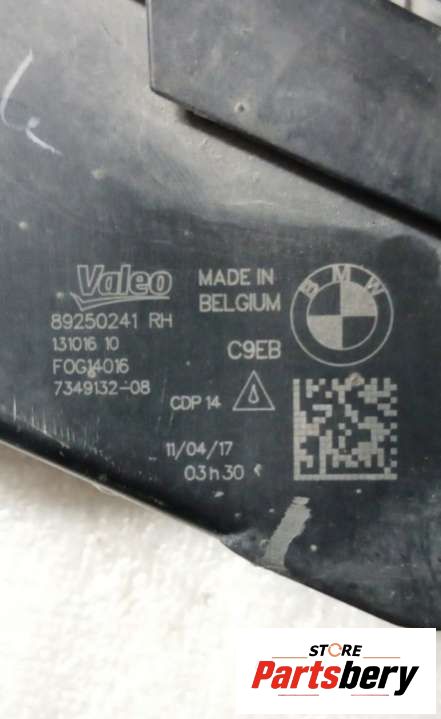 Valeo
89250241 RH
131016 10
FOG14016
7349132-08
MADE IN
BELGIUM
C9EB
CDP 14
11/04/17
03h30
BMW
STORE
Partsbery